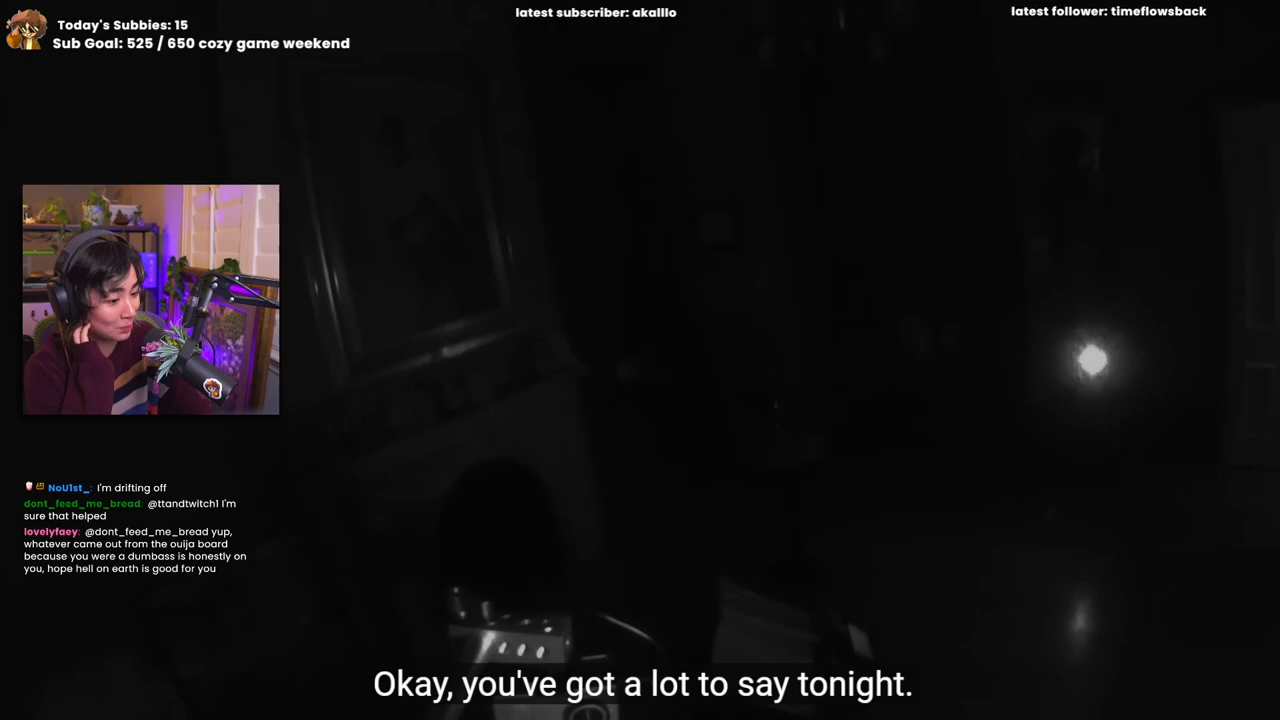 Today's Subbies: 15
Sub Goal: 525 / 650 cozy game weekend
latest subscriber: akalllo
latest follower: timeflowsback
NoU1st_: I'm drifting off
dont_feed_me_bread: @ttandtwitch1 I'm
sure that helped
lovelyfaey: @dont_feed_me_bread yup,
whatever came out from the ouija board
because you were a dumbass is honestly on
you, hope hell on earth is good for you
Okay, you've got a lot to say tonight.